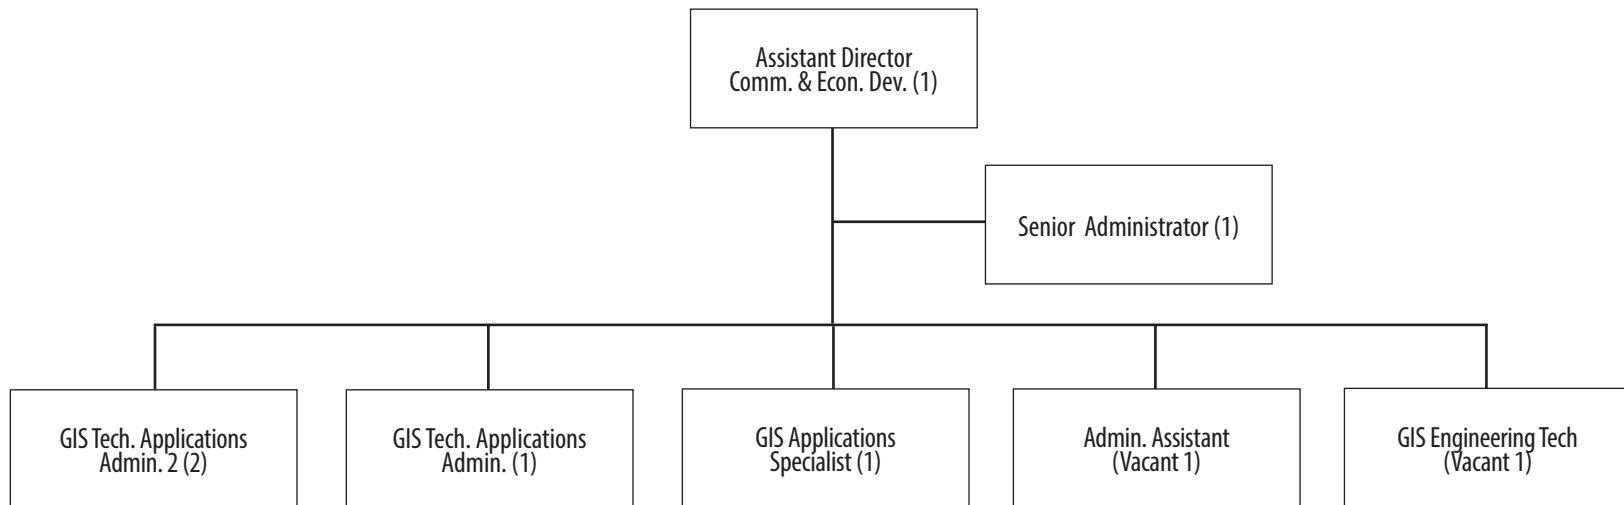 Assistant Director
Comm. & Econ. Dev. (1)
Senior Administrator (1)
GIS Tech. Applications
Admin. 2 (2)
GIS Tech. Applications
Admin. (1)
GIS Applications
Specialist (1)
Admin. Assistant
(Vacant 1)
GIS Engineering Tech
(Vacant 1)